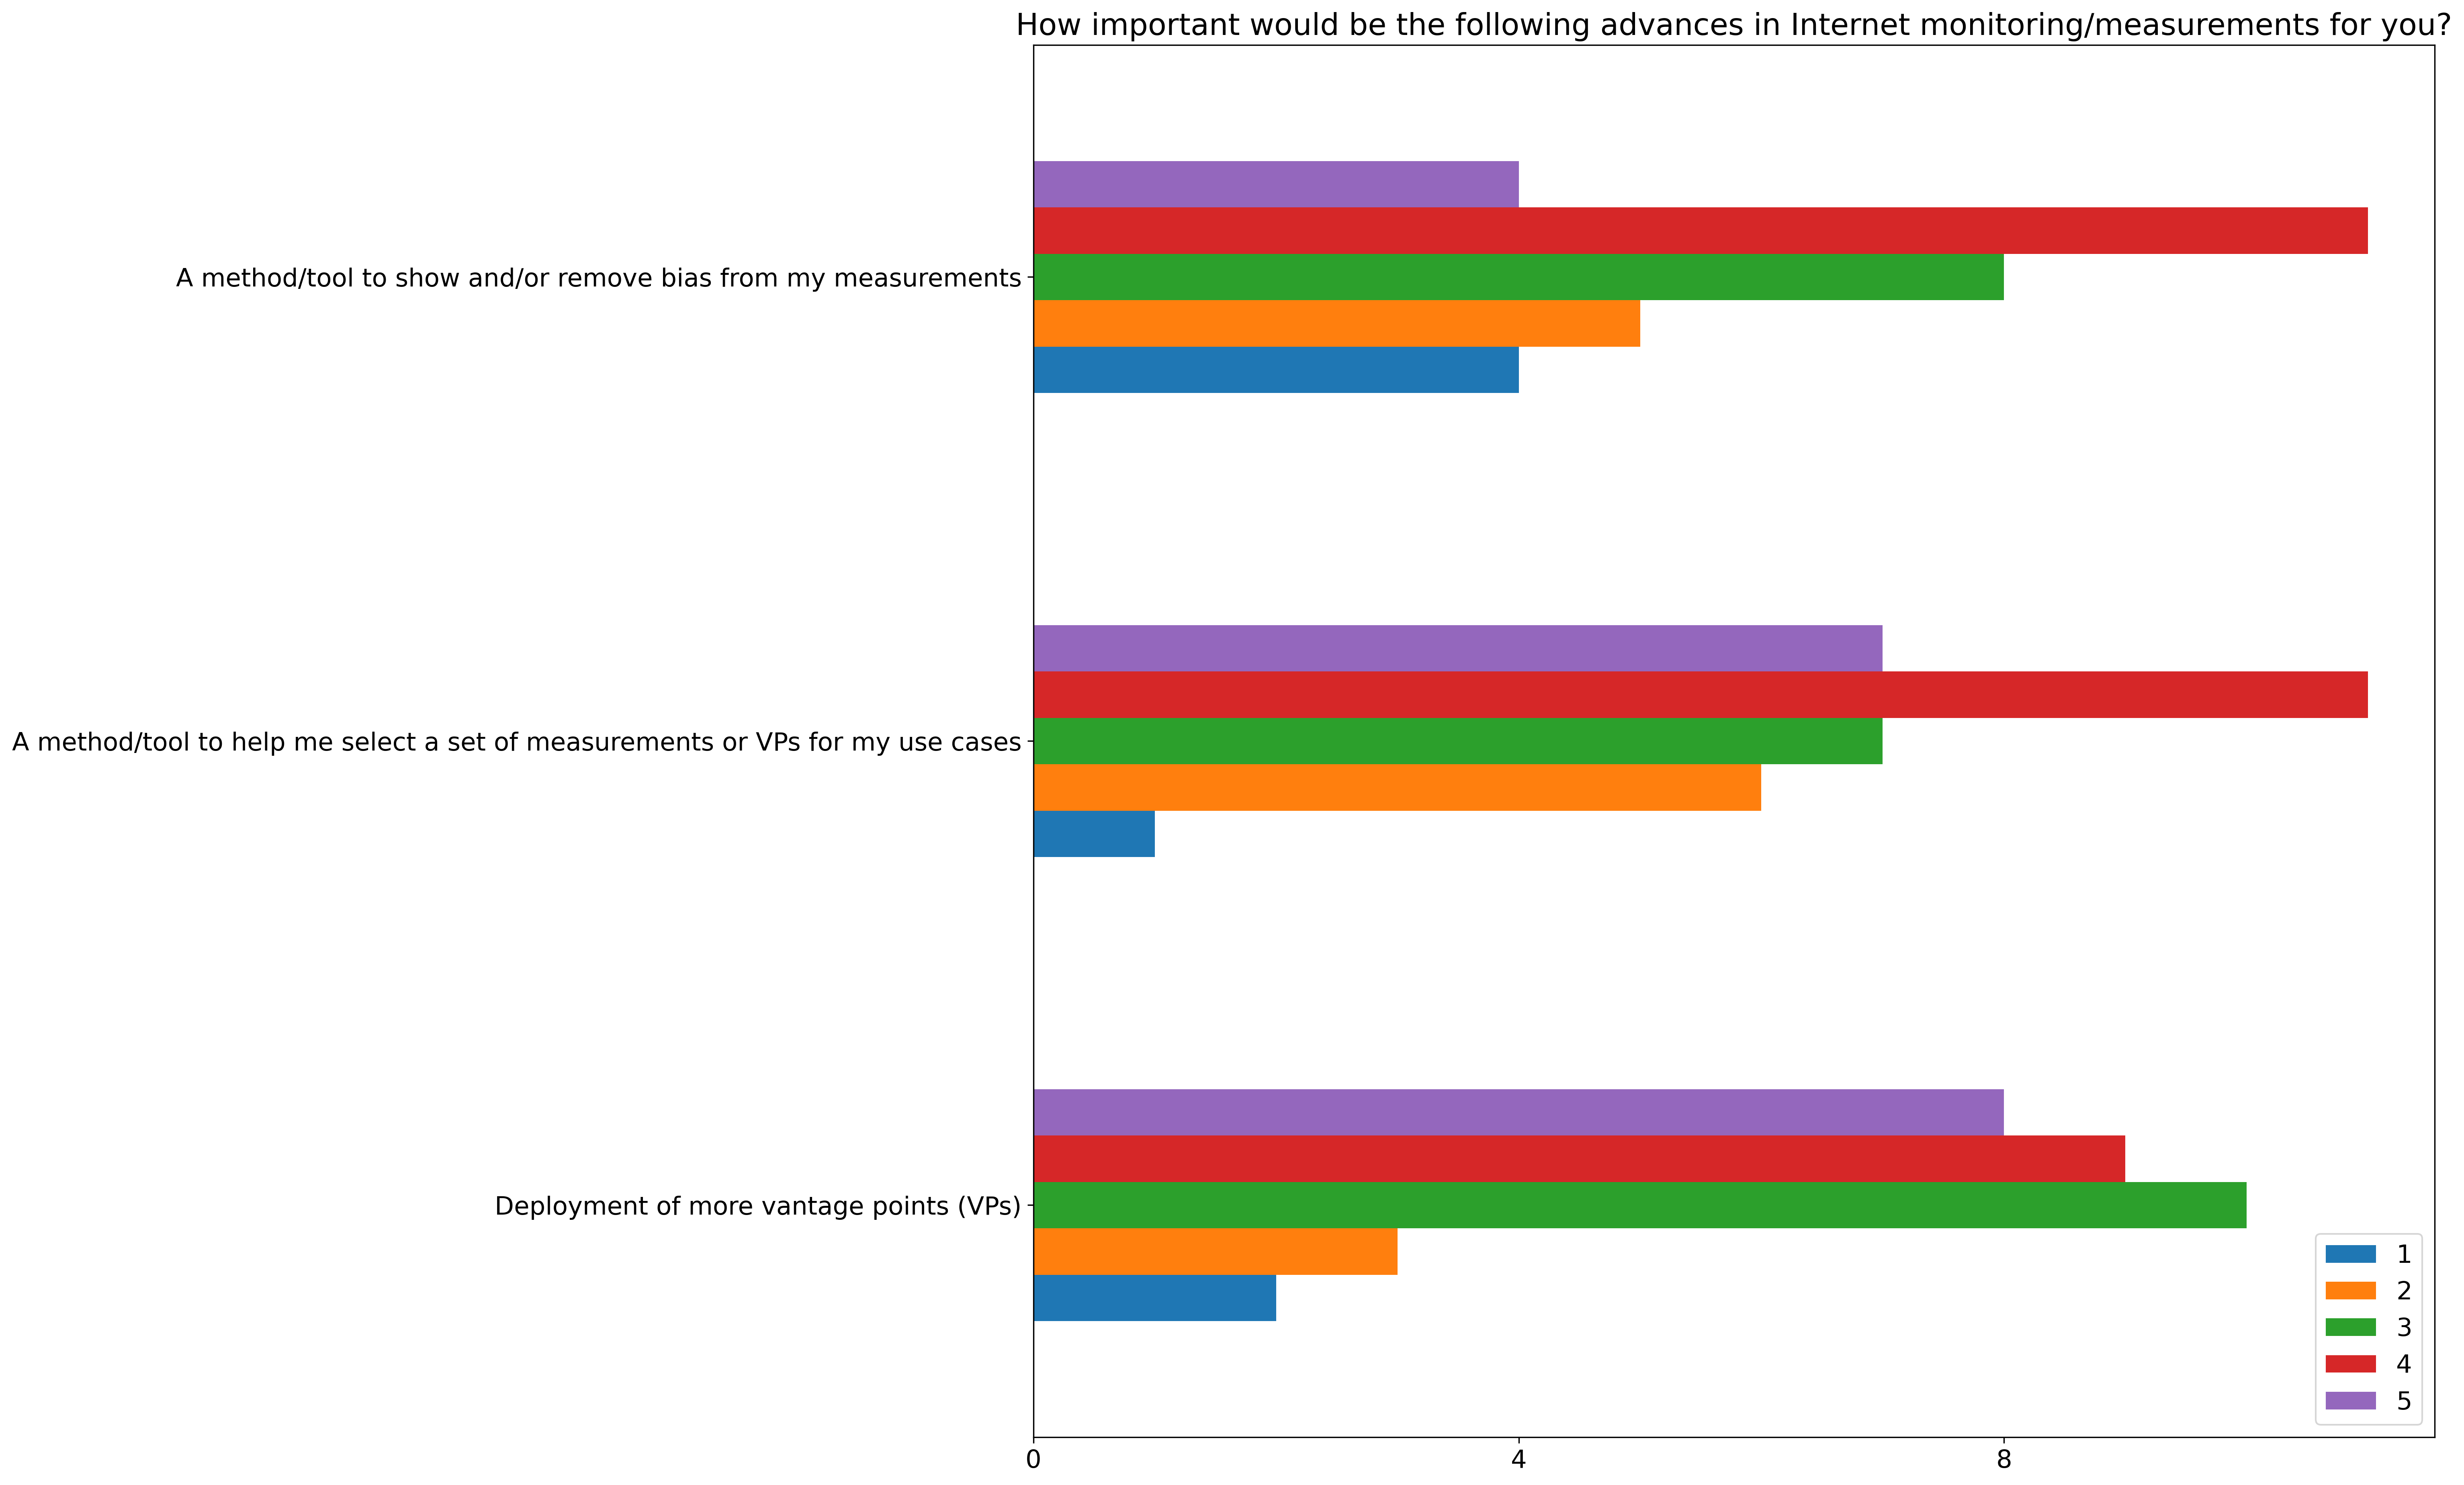 How important would be the following advances in Internet monitoring/measurements for you?
A method/tool to show and/or remove bias from my measurements
A method/tool to help me select a set of measurements or VPs for my use cases
Deployment of more vantage points (VPs)
1
2
3
4
5
0 4 8